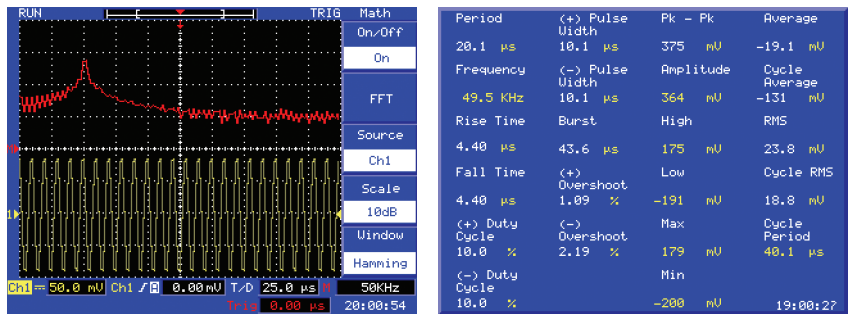 RUN TRIG Math
On/Off
On
FFT
Source
Ch1
Scale
10dB
Window
Hamming
1
Ch1 50.0 mV Ch1 0.00mV T/D 25.0 µs M 50KHz
Trig 0.00 µs 20:00:54
Period (+) Pulse Width Pk - Pk Average
20.1 µs 10.1 µs 375 mV -19.1 mV
Frequency (-) Pulse Width Amplitude Cycle Average
49.5 KHz 10.1 µs 364 mV -131 mV
Rise Time Burst High RMS
4.40 µs 43.6 µs 175 mV 23.8 mV
Fall Time (+) Overshoot Low Cycle RMS
4.40 µs 1.09 % -191 mV 18.8 mV
(+) Duty Cycle (-) Overshoot Max Cycle Period
10.0 % 2.19 % 179 mV 40.1 µs
(-) Duty Cycle Min
10.0 % -200 mV 19:00:27